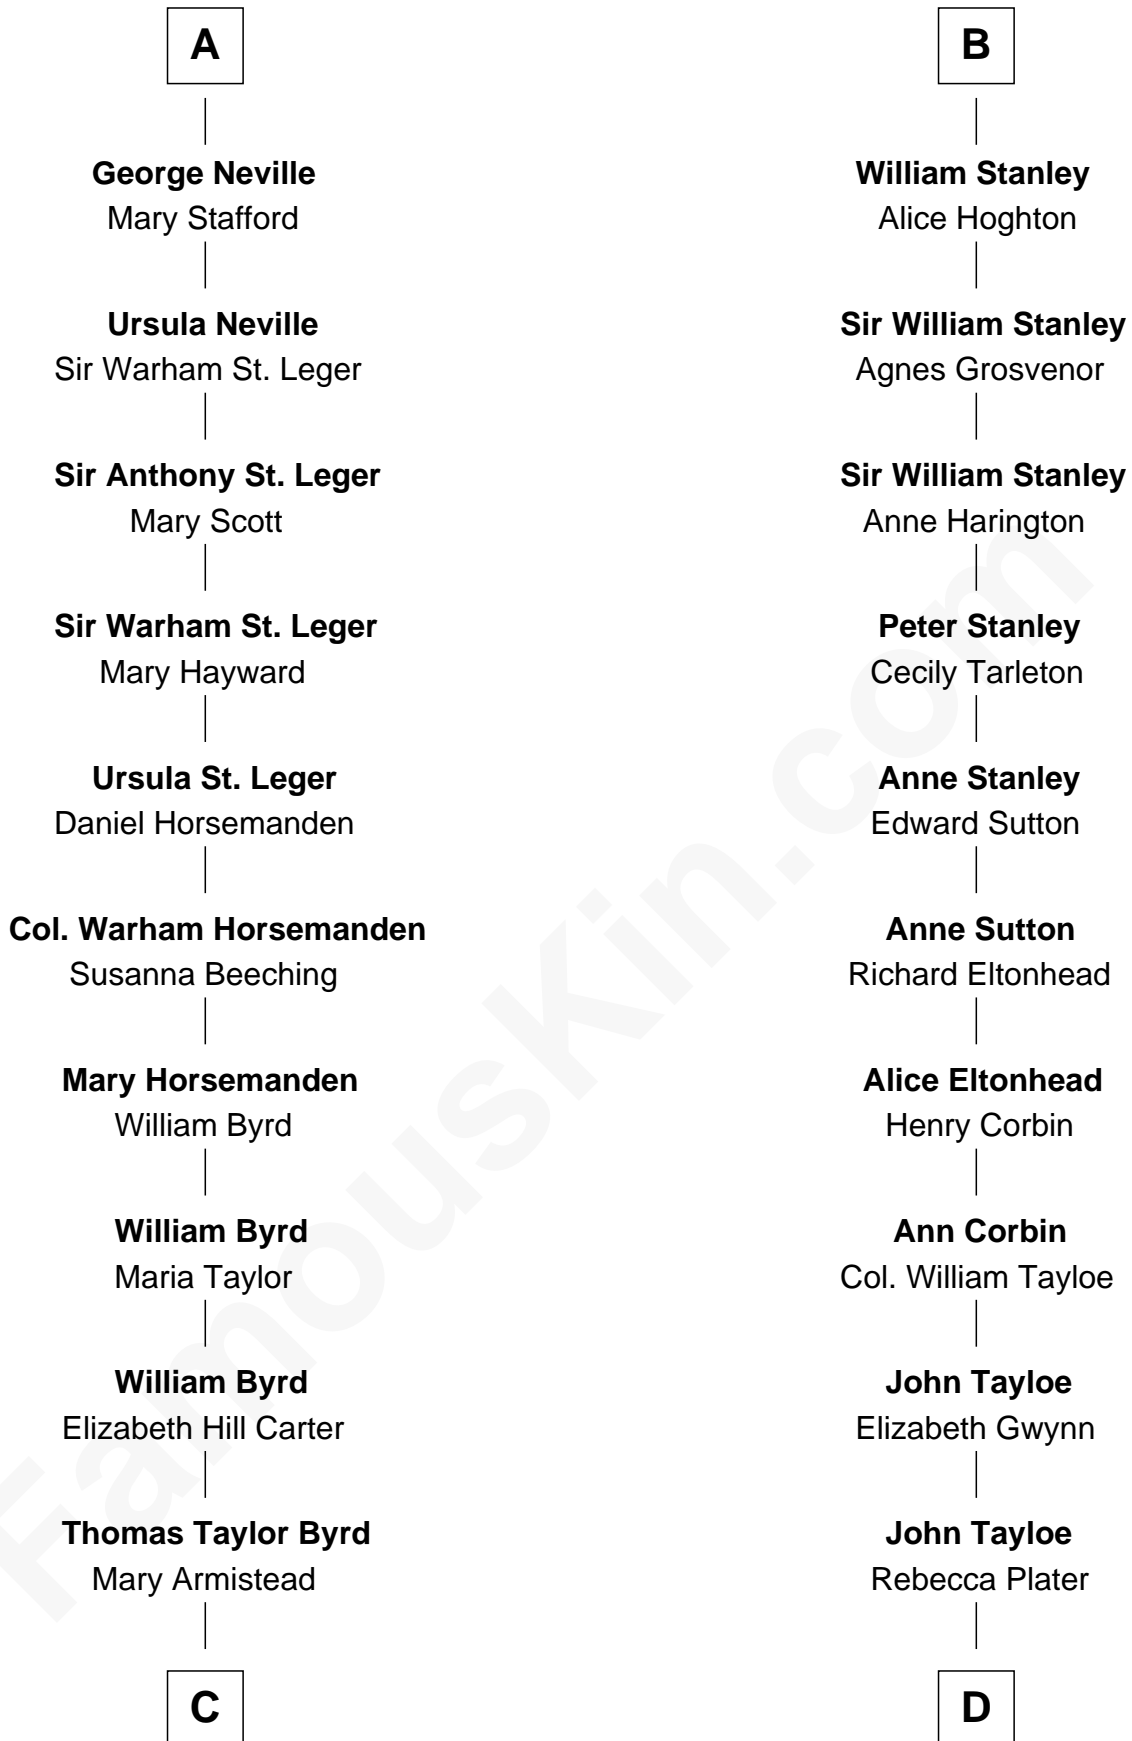 A
George Neville
Mary Stafford
Ursula Neville
Sir Warham St. Leger
Sir Anthony St. Leger
Mary Scott
Sir Warham St. Leger
Mary Hayward
Ursula St. Leger
Daniel Horsemanden
Col. Warham Horsemanden
Susanna Beeching
Mary Horsemanden
William Byrd
William Byrd
Maria Taylor
William Byrd
Elizabeth Hill Carter
Thomas Taylor Byrd
Mary Armistead
C
B
William Stanley
Alice Hoghton
Sir William Stanley
Agnes Grosvenor
Sir William Stanley
Anne Harington
Peter Stanley
Cecily Tarleton
Anne Stanley
Edward Sutton
Anne Sutton
Richard Eltonhead
Alice Eltonhead
Henry Corbin
Ann Corbin
Col. William Tayloe
John Tayloe
Elizabeth Gwynn
John Tayloe
Rebecca Plater
D
FamousKin.com